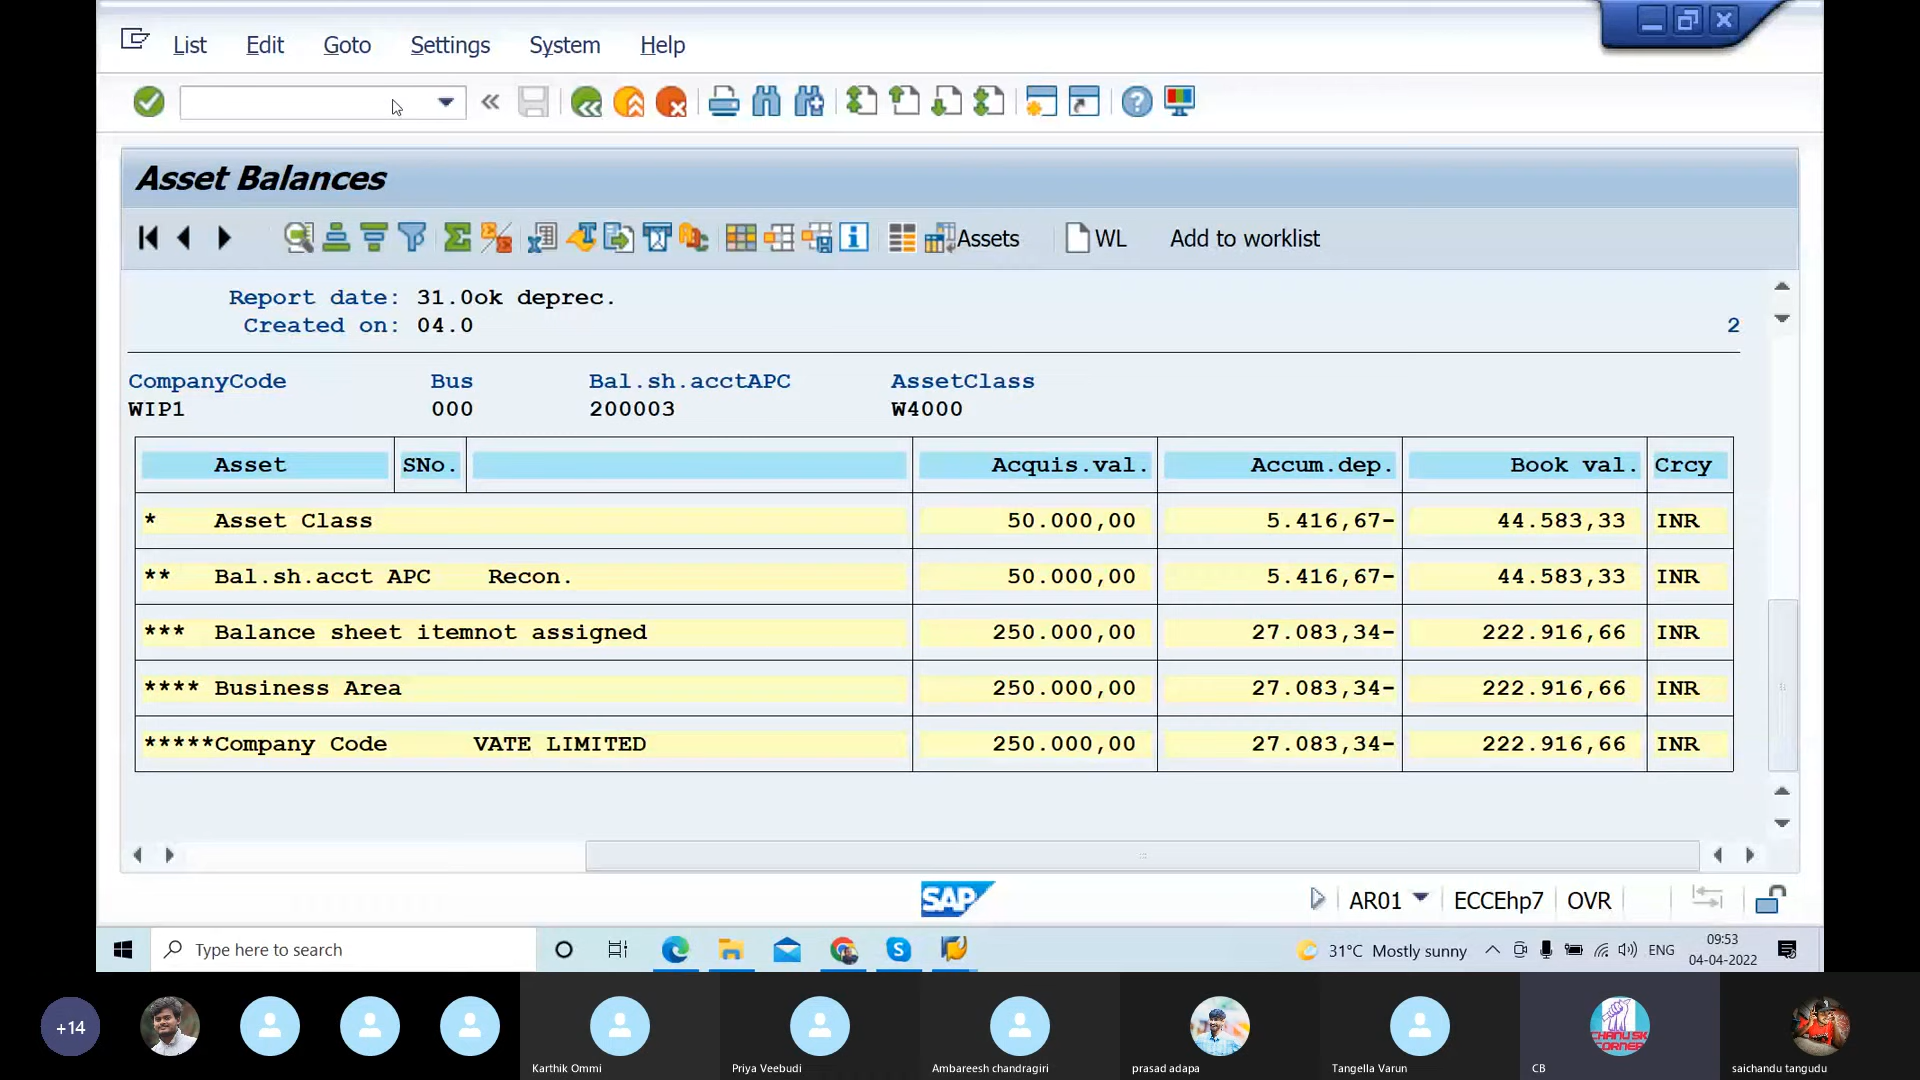 List Edit Goto Settings System Help
Asset Balances
Assets WL Add to worklist
Report date: 31.0ok deprec.
Created on: 04.0 2
CompanyCode Bus Bal.sh.acctAPC AssetClass
WIP1 000 200003 W4000
Asset SNo. Acquis.val. Accum.dep. Book val. Crcy
* Asset Class 50.000,00 5.416,67- 44.583,33 INR
** Bal.sh.acct APC Recon. 50.000,00 5.416,67- 44.583,33 INR
*** Balance sheet itemnot assigned 250.000,00 27.083,34- 222.916,66 INR
**** Business Area 250.000,00 27.083,34- 222.916,66 INR
*****Company Code VATE LIMITED 250.000,00 27.083,34- 222.916,66 INR
SAP AR01 ECCEhp7 OVR
Type here to search 31°C Mostly sunny ENG 09:53
04-04-2022
+14
Karthik Ommi Priya Veebudi Ambareesh chandragiri prasad adapa Tangella Varun CB saichandu tangudu